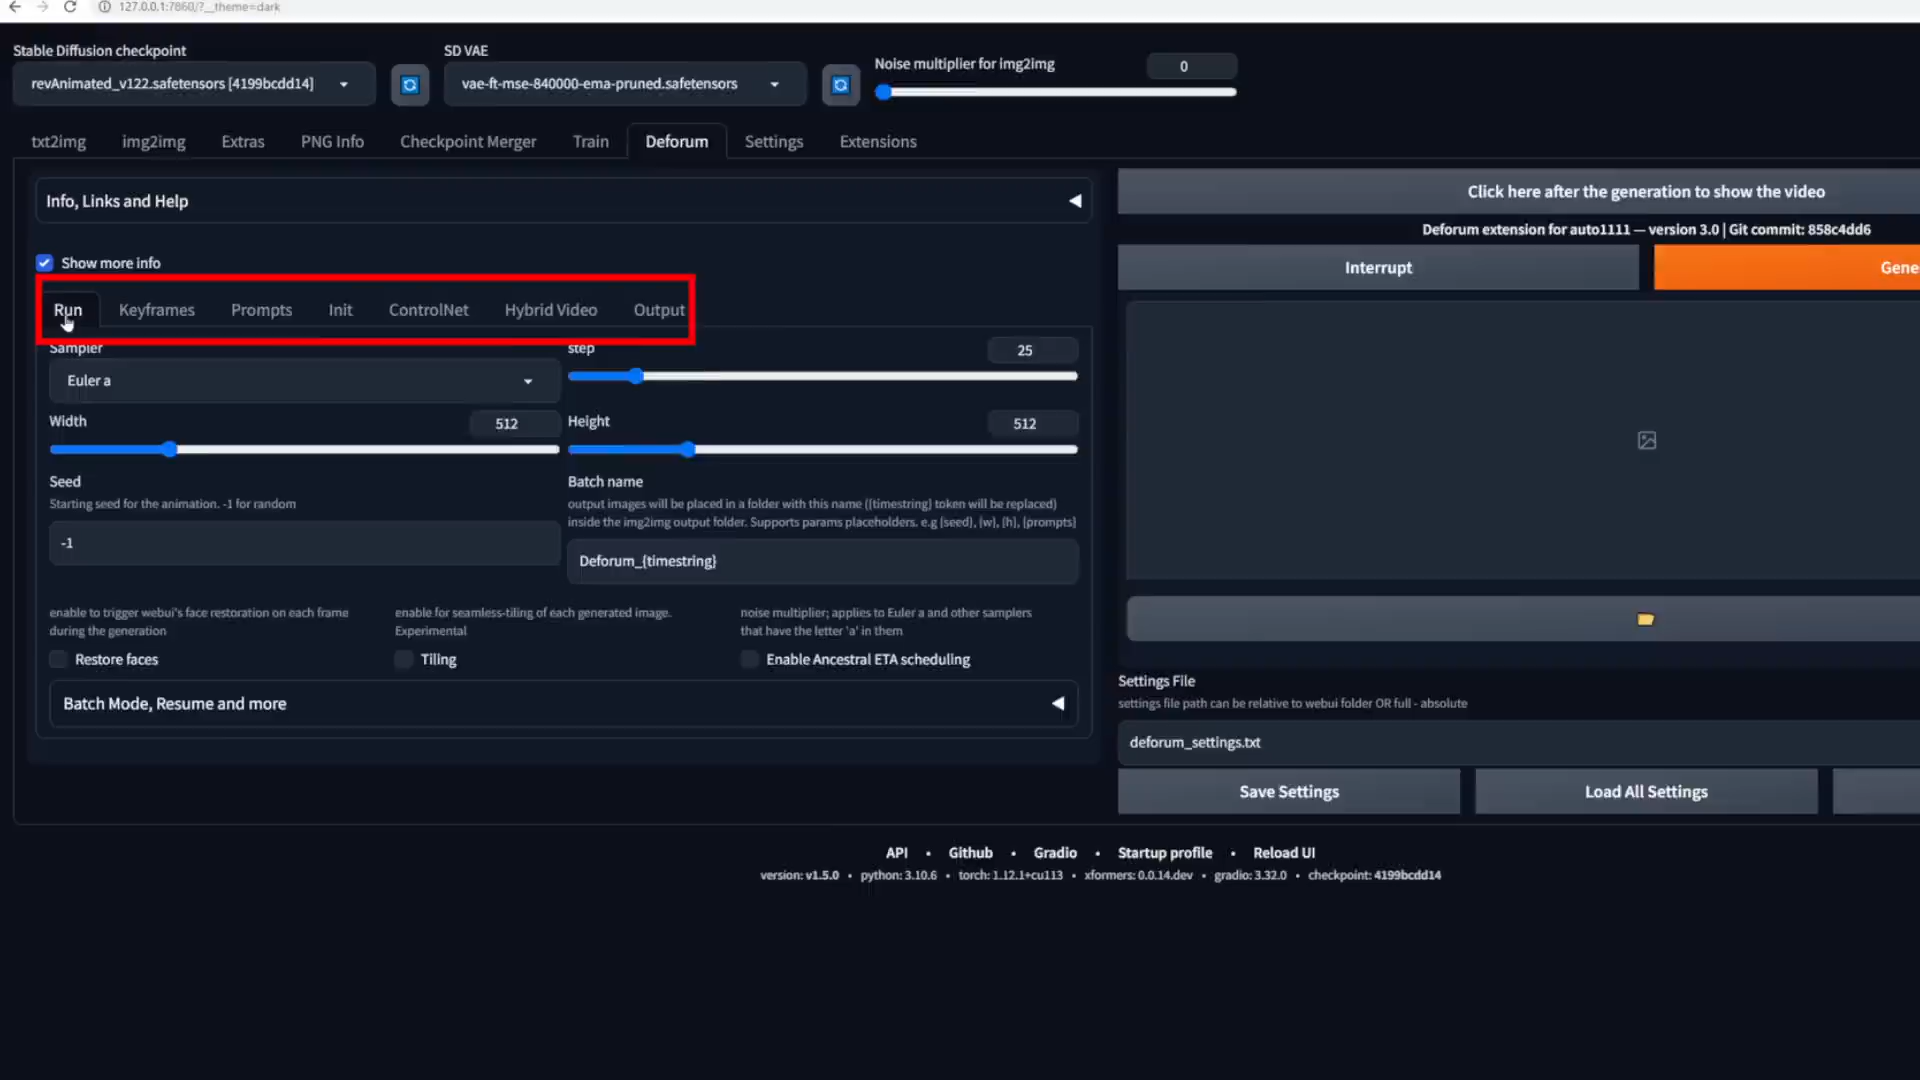 127.0.0.1:7860/?__theme=dark
Stable Diffusion checkpoint
revAnimated_v122.safetensors [4199bcdd14]
SD VAE
vae-ft-mse-840000-ema-pruned.safetensors
Noise multiplier for img2img
0
txt2img img2img Extras PNG Info Checkpoint Merger Train Deforum Settings Extensions
Info, Links and Help
Show more info
Run Keyframes Prompts Init ControlNet Hybrid Video Output
Sampler
Euler a
step
25
Width
512
Height
512
Seed
Starting seed for the animation. -1 for random
-1
Batch name
output images will be placed in a folder with this name ({timestring} token will be replaced)
inside the img2img output folder. Supports params placeholders. e.g {seed}, {w}, {h}, {prompts}
Deforum_{timestring}
enable to trigger webui's face restoration on each frame
during the generation
Restore faces
enable for seamless-tiling of each generated image.
Experimental
Tiling
noise multiplier; applies to Euler a and other samplers
that have the letter 'a' in them
Enable Ancestral ETA scheduling
Batch Mode, Resume and more
Click here after the generation to show the video
Deforum extension for auto1111 — version 3.0 | Git commit: 858c4dd6
Interrupt
Gene
Settings File
settings file path can be relative to webui folder OR full - absolute
deforum_settings.txt
Save Settings
Load All Settings
API • Github • Gradio • Startup profile • Reload UI
version: v1.5.0 • python: 3.10.6 • torch: 1.12.1+cu113 • xformers: 0.0.14.dev • gradio: 3.32.0 • checkpoint: 4199bcdd14